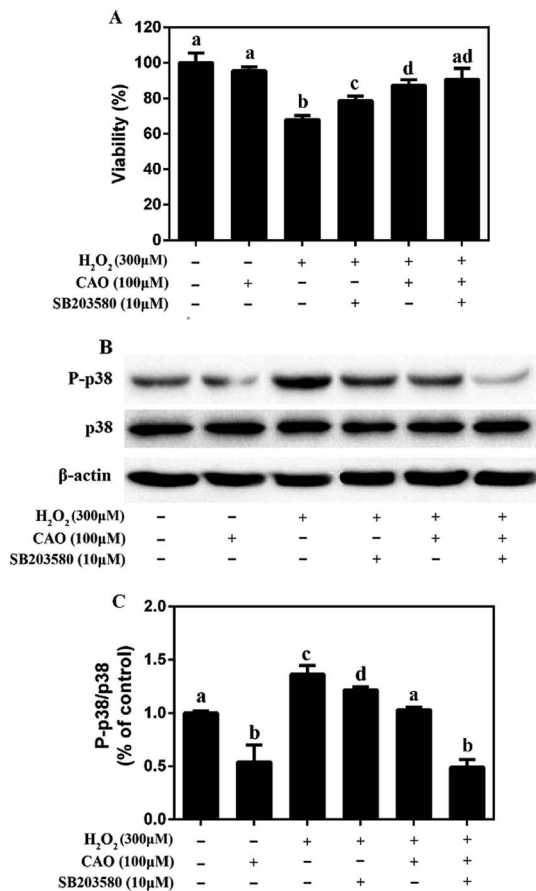 A
120
100
80
60
40
20
0
Viability (%)
a a b c d ad
H₂O₂ (300μM) – – + + + +
CAO (100μM) – + – – + +
SB203580 (10μM) – – – + – +
B
P-p38
p38
β-actin
H₂O₂ (300μM) – – + + + +
CAO (100μM) – + – – + +
SB203580 (10μM) – – – + – +
C
2.0
1.5
1.0
0.5
0.0
P-p38/p38
(% of control)
a b c d a b
H₂O₂ (300μM) – – + + + +
CAO (100μM) – + – – + +
SB203580 (10μM) – – – + – +